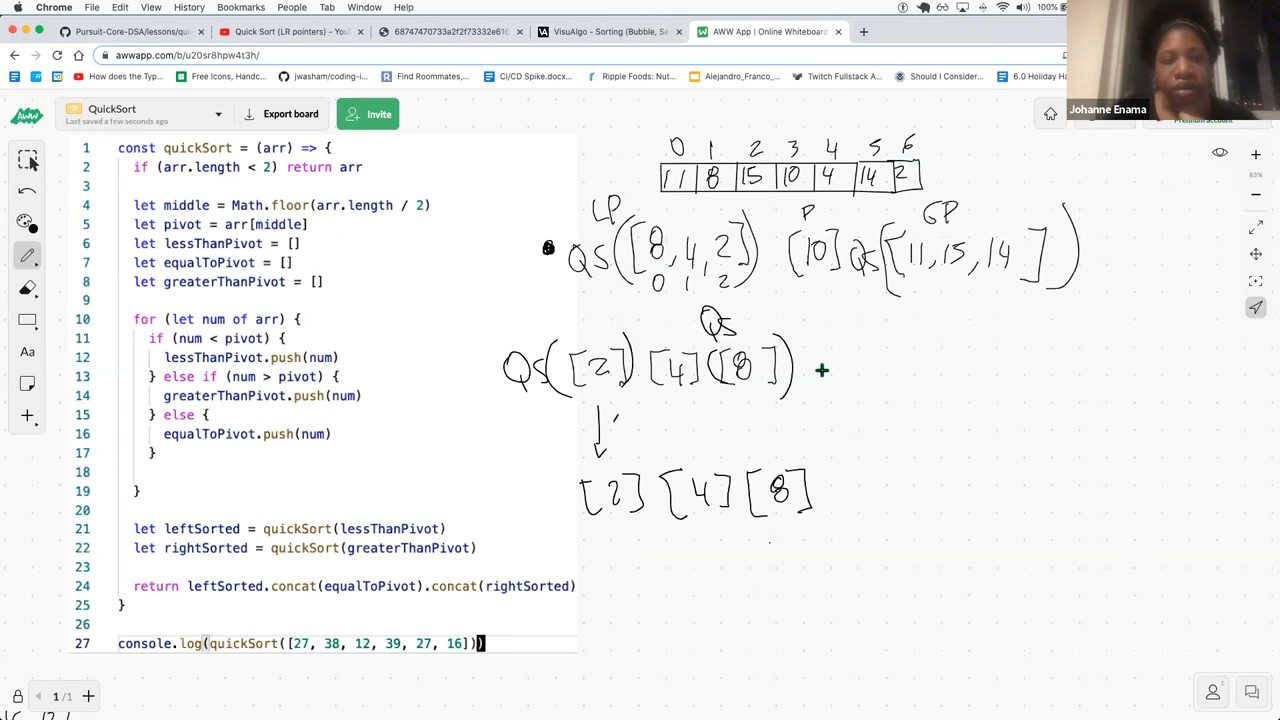 Chrome File Edit View History Bookmarks People Tab Window Help 100%
Pursuit-Core-DSA/lessons/quic
Quick Sort (LR pointers) - YouT
68747470733a2f2f73332e616
VisuAlgo - Sorting (Bubble, Se
AWW App | Online Whiteboard
awwapp.com/b/u20sr8hpw4t3h/
How does the Typ...
Free Icons, Handc...
jwasham/coding-i...
Find Roommates,...
CI/CD Spike.docx...
Ripple Foods: Nut...
Alejandro_Franco_...
Twitch Fullstack A...
Should I Consider...
6.0 Holiday Ha
Johanne Enama
AWW
QuickSort
Last saved a few seconds ago
Export board
Invite
Premium account
83%
Aa
1 const quickSort = (arr) => {
2 if (arr.length < 2) return arr
3
4 let middle = Math.floor(arr.length / 2)
5 let pivot = arr[middle]
6 let lessThanPivot = []
7 let equalToPivot = []
8 let greaterThanPivot = []
9
10 for (let num of arr) {
11 if (num < pivot) {
12 lessThanPivot.push(num)
13 } else if (num > pivot) {
14 greaterThanPivot.push(num)
15 } else {
16 equalToPivot.push(num)
17 }
18
19 }
20
21 let leftSorted = quickSort(lessThanPivot)
22 let rightSorted = quickSort(greaterThanPivot)
23
24 return leftSorted.concat(equalToPivot).concat(rightSorted)
25 }
26
27 console.log(quickSort([27, 38, 12, 39, 27, 16]))
0 1 2 3 4 5 6
11 8 15 10 4 14 2
LP P GP
QS([8,4,2]) [10] QS([11,15,14])
0 1 2
QS
QS([2]) [4] ([8])
[2] [4] [8]
1 / 1
1